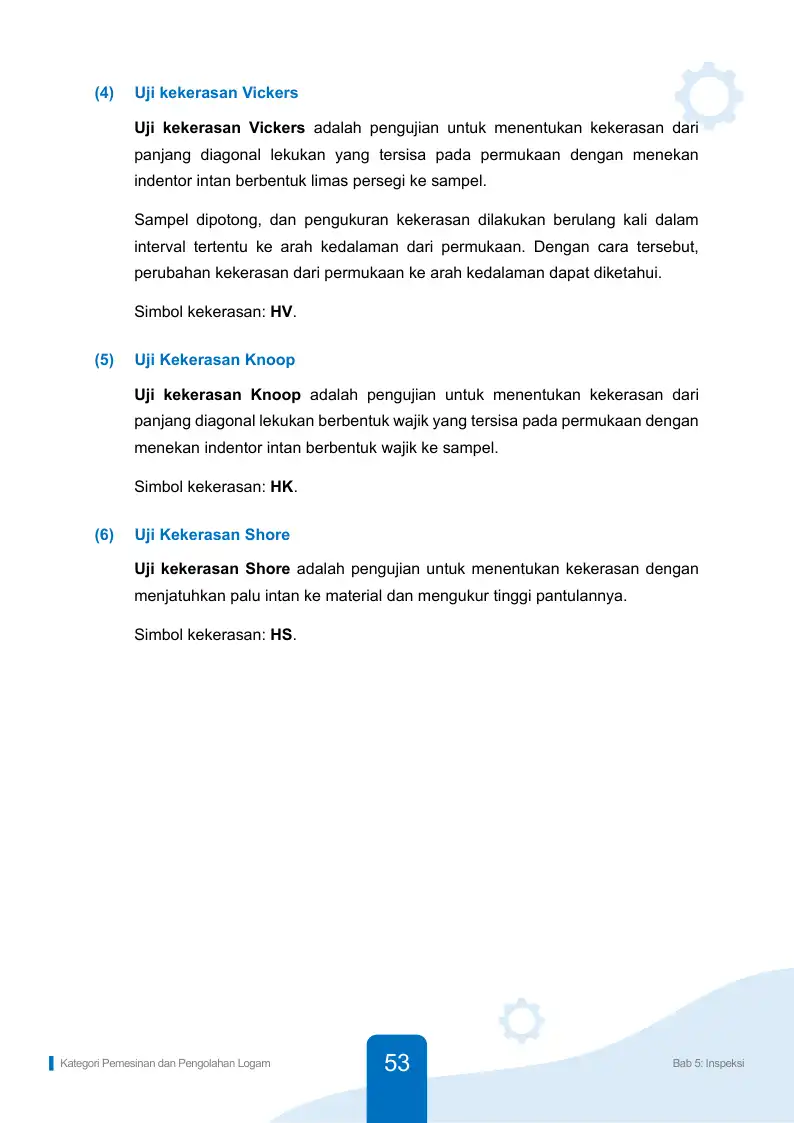 (4) Uji kekerasan Vickers
Uji kekerasan Vickers adalah pengujian untuk menentukan kekerasan dari
panjang diagonal lekukan yang tersisa pada permukaan dengan menekan
indentor intan berbentuk limas persegi ke sampel.
Sampel dipotong, dan pengukuran kekerasan dilakukan berulang kali dalam
interval tertentu ke arah kedalaman dari permukaan. Dengan cara tersebut,
perubahan kekerasan dari permukaan ke arah kedalaman dapat diketahui.
Simbol kekerasan: HV.
(5) Uji Kekerasan Knoop
Uji kekerasan Knoop adalah pengujian untuk menentukan kekerasan dari
panjang diagonal lekukan berbentuk wajik yang tersisa pada permukaan dengan
menekan indentor intan berbentuk wajik ke sampel.
Simbol kekerasan: HK.
(6) Uji Kekerasan Shore
Uji kekerasan Shore adalah pengujian untuk menentukan kekerasan dengan
menjatuhkan palu intan ke material dan mengukur tinggi pantulannya.
Simbol kekerasan: HS.
Kategori Pemesinan dan Pengolahan Logam
53
Bab 5: Inspeksi